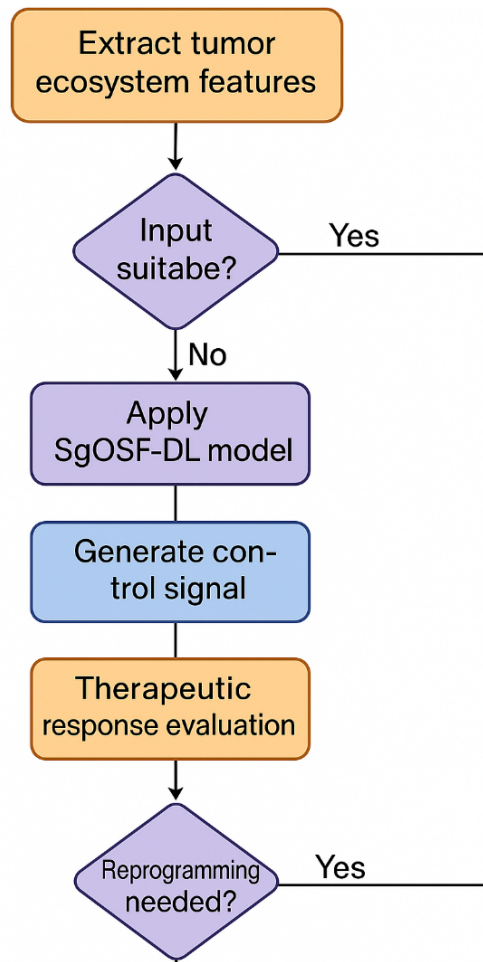 Extract tumor
ecosystem features
Input
suitabe?
Yes
No
Apply
SgOSF-DL model
Generate con-
trol signal
Therapeutic
response evaluation
Reprogramming
needed?
Yes